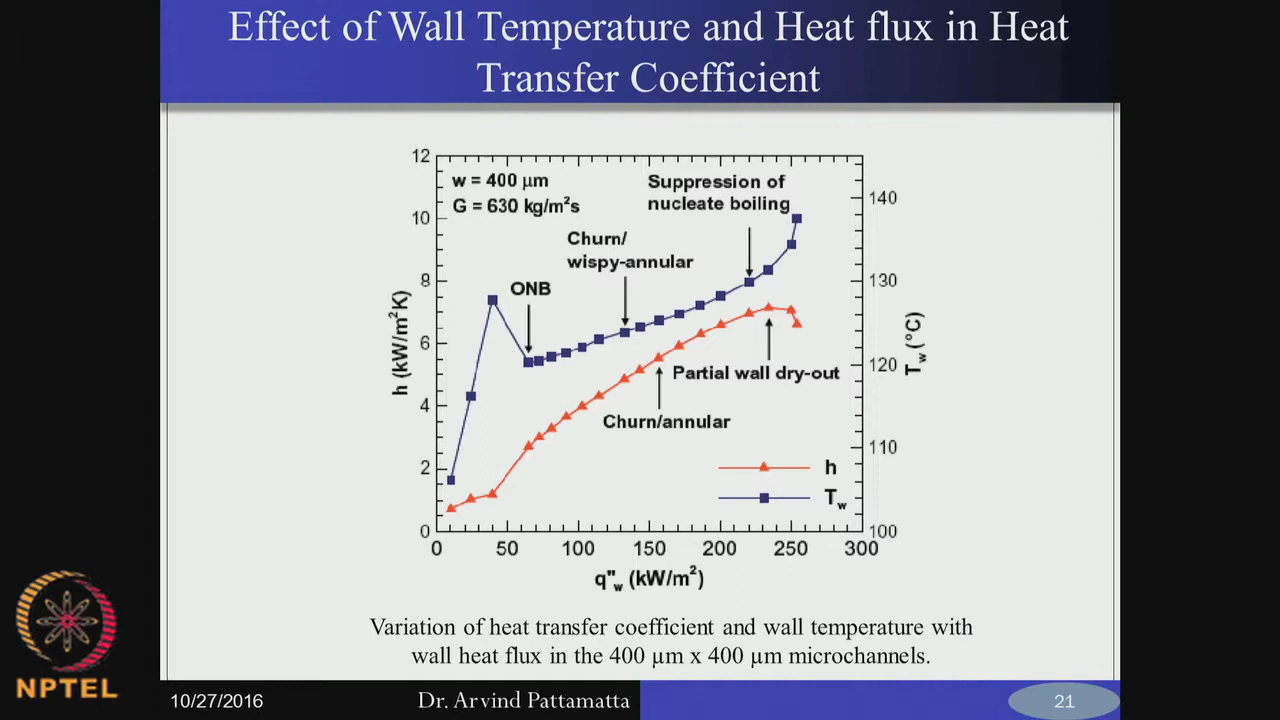 Effect of Wall Temperature and Heat flux in Heat
Transfer Coefficient
12
10
8
6
4
2
0
h (kW/m²K)
w = 400 μm
G = 630 kg/m²s
Suppression of
nucleate boiling
Churn/
wispy-annular
ONB
Partial wall dry-out
Churn/annular
h
Tw
140
130
120
110
100
Tw (°C)
0 50 100 150 200 250 300
q"w (kW/m²)
Variation of heat transfer coefficient and wall temperature with
wall heat flux in the 400 µm x 400 µm microchannels.
NPTEL
10/27/2016 Dr. Arvind Pattamatta 21